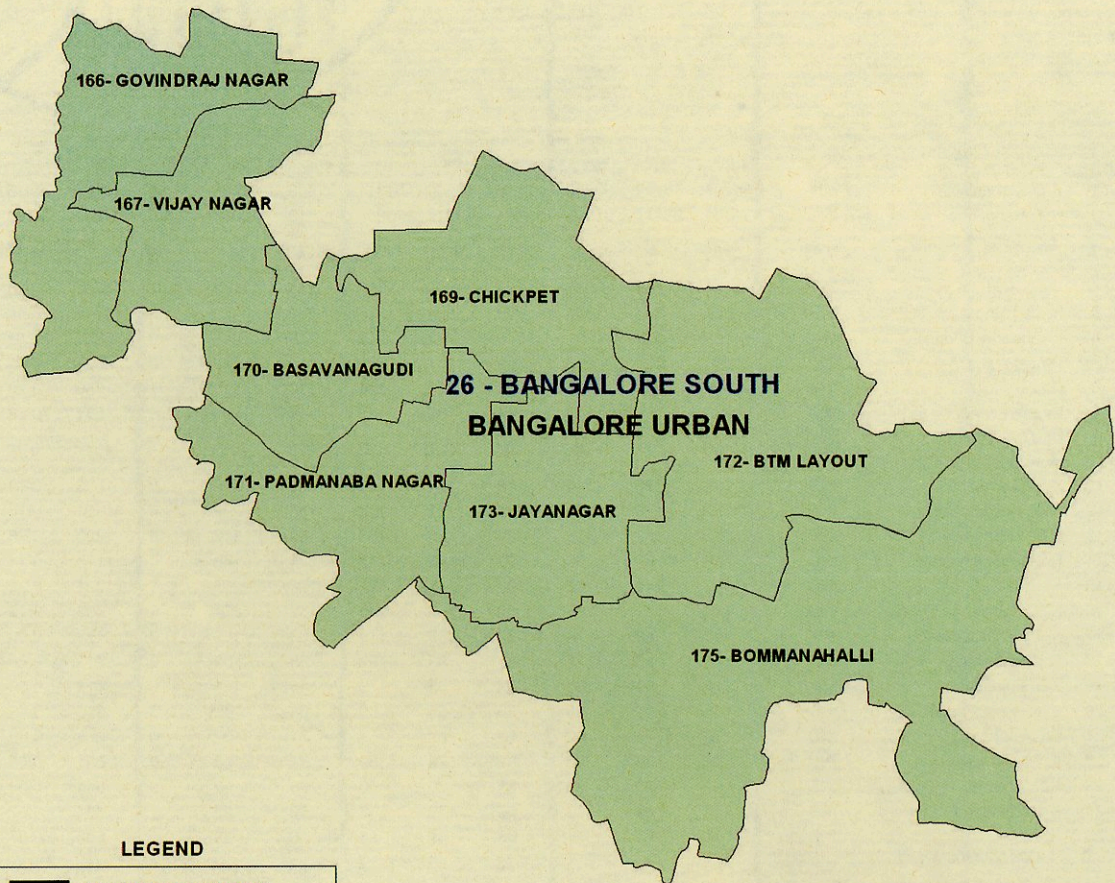 166- GOVINDRAJ NAGAR
167- VIJAY NAGAR
169- CHICKPET
170- BASAVANAGUDI
26 - BANGALORE SOUTH
BANGALORE URBAN
172- BTM LAYOUT
171- PADMANABA NAGAR
173- JAYANAGAR
175- BOMMANAHALLI
LEGEND